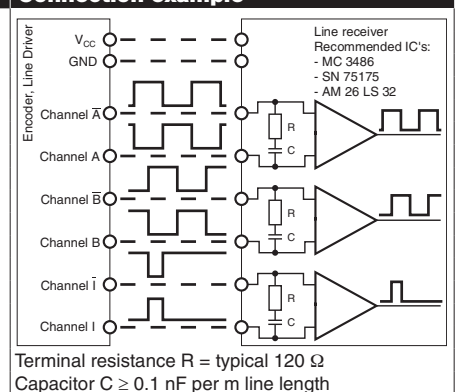 Connection example
Encoder, Line Driver
V_CC
GND
Channel A̅
Channel A
Channel B̅
Channel B
Channel I̅
Channel I
Line receiver
Recommended IC's:
- MC 3486
- SN 75175
- AM 26 LS 32
R
C
R
C
R
C
Terminal resistance R = typical 120 Ω
Capacitor C ≥ 0.1 nF per m line length